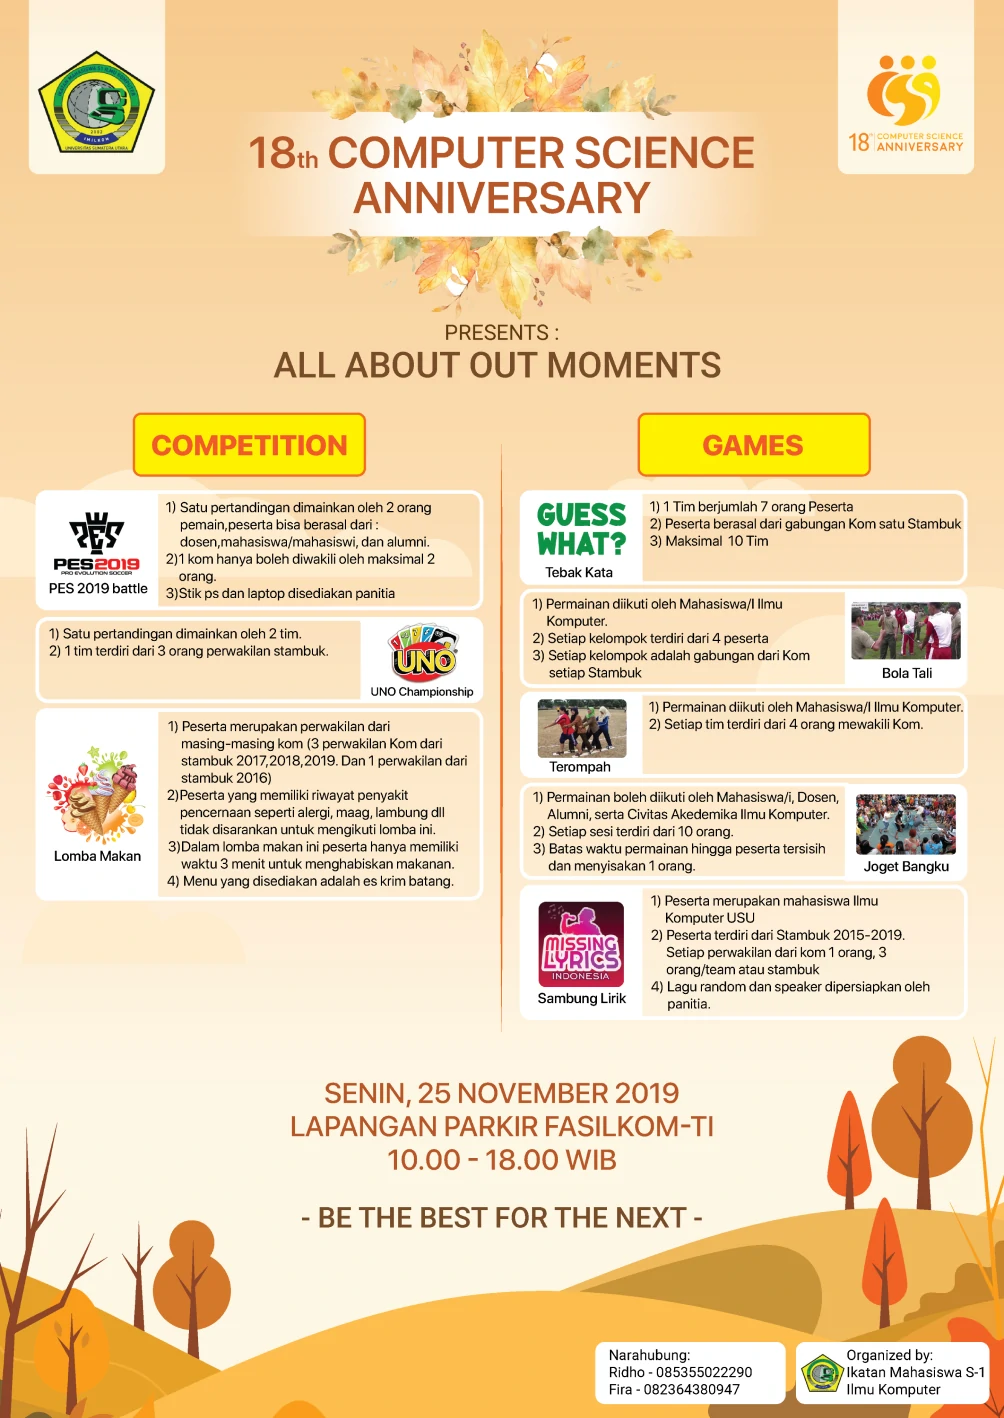 2002
IMILKOM
UNIVERSITAS SUMATERA UTARA
18th COMPUTER SCIENCE
ANNIVERSARY
18th COMPUTER SCIENCE
ANNIVERSARY
PRESENTS :
ALL ABOUT OUT MOMENTS
COMPETITION
PES2019
PRO EVOLUTION SOCCER
PES 2019 battle
1) Satu pertandingan dimainkan oleh 2 orang
pemain,peserta bisa berasal dari :
dosen,mahasiswa/mahasiswi, dan alumni.
2)1 kom hanya boleh diwakili oleh maksimal 2
orang.
3)Stik ps dan laptop disediakan panitia
1) Satu pertandingan dimainkan oleh 2 tim.
2) 1 tim terdiri dari 3 orang perwakilan stambuk.
UNO
UNO Championship
Lomba Makan
1) Peserta merupakan perwakilan dari
masing-masing kom (3 perwakilan Kom dari
stambuk 2017,2018,2019. Dan 1 perwakilan dari
stambuk 2016)
2)Peserta yang memiliki riwayat penyakit
pencernaan seperti alergi, maag, lambung dll
tidak disarankan untuk mengikuti lomba ini.
3)Dalam lomba makan ini peserta hanya memiliki
waktu 3 menit untuk menghabiskan makanan.
4) Menu yang disediakan adalah es krim batang.
GAMES
GUESS
WHAT?
Tebak Kata
1) 1 Tim berjumlah 7 orang Peserta
2) Peserta berasal dari gabungan Kom satu Stambuk
3) Maksimal 10 Tim
1) Permainan diikuti oleh Mahasiswa/I Ilmu
Komputer.
2) Setiap kelompok terdiri dari 4 peserta
3) Setiap kelompok adalah gabungan dari Kom
setiap Stambuk
Bola Tali
Terompah
1) Permainan diikuti oleh Mahasiswa/I Ilmu Komputer.
2) Setiap tim terdiri dari 4 orang mewakili Kom.
1) Permainan boleh diikuti oleh Mahasiswa/i, Dosen,
Alumni, serta Civitas Akedemika Ilmu Komputer.
2) Setiap sesi terdiri dari 10 orang.
3) Batas waktu permainan hingga peserta tersisih
dan menyisakan 1 orang.
Joget Bangku
MISSING
LYRICS
INDONESIA
Sambung Lirik
1) Peserta merupakan mahasiswa Ilmu
Komputer USU
2) Peserta terdiri dari Stambuk 2015-2019.
Setiap perwakilan dari kom 1 orang, 3
orang/team atau stambuk
4) Lagu random dan speaker dipersiapkan oleh
panitia.
SENIN, 25 NOVEMBER 2019
LAPANGAN PARKIR FASILKOM-TI
10.00 - 18.00 WIB
- BE THE BEST FOR THE NEXT -
Narahubung:
Ridho - 085355022290
Fira - 082364380947
Organized by:
Ikatan Mahasiswa S-1
Ilmu Komputer